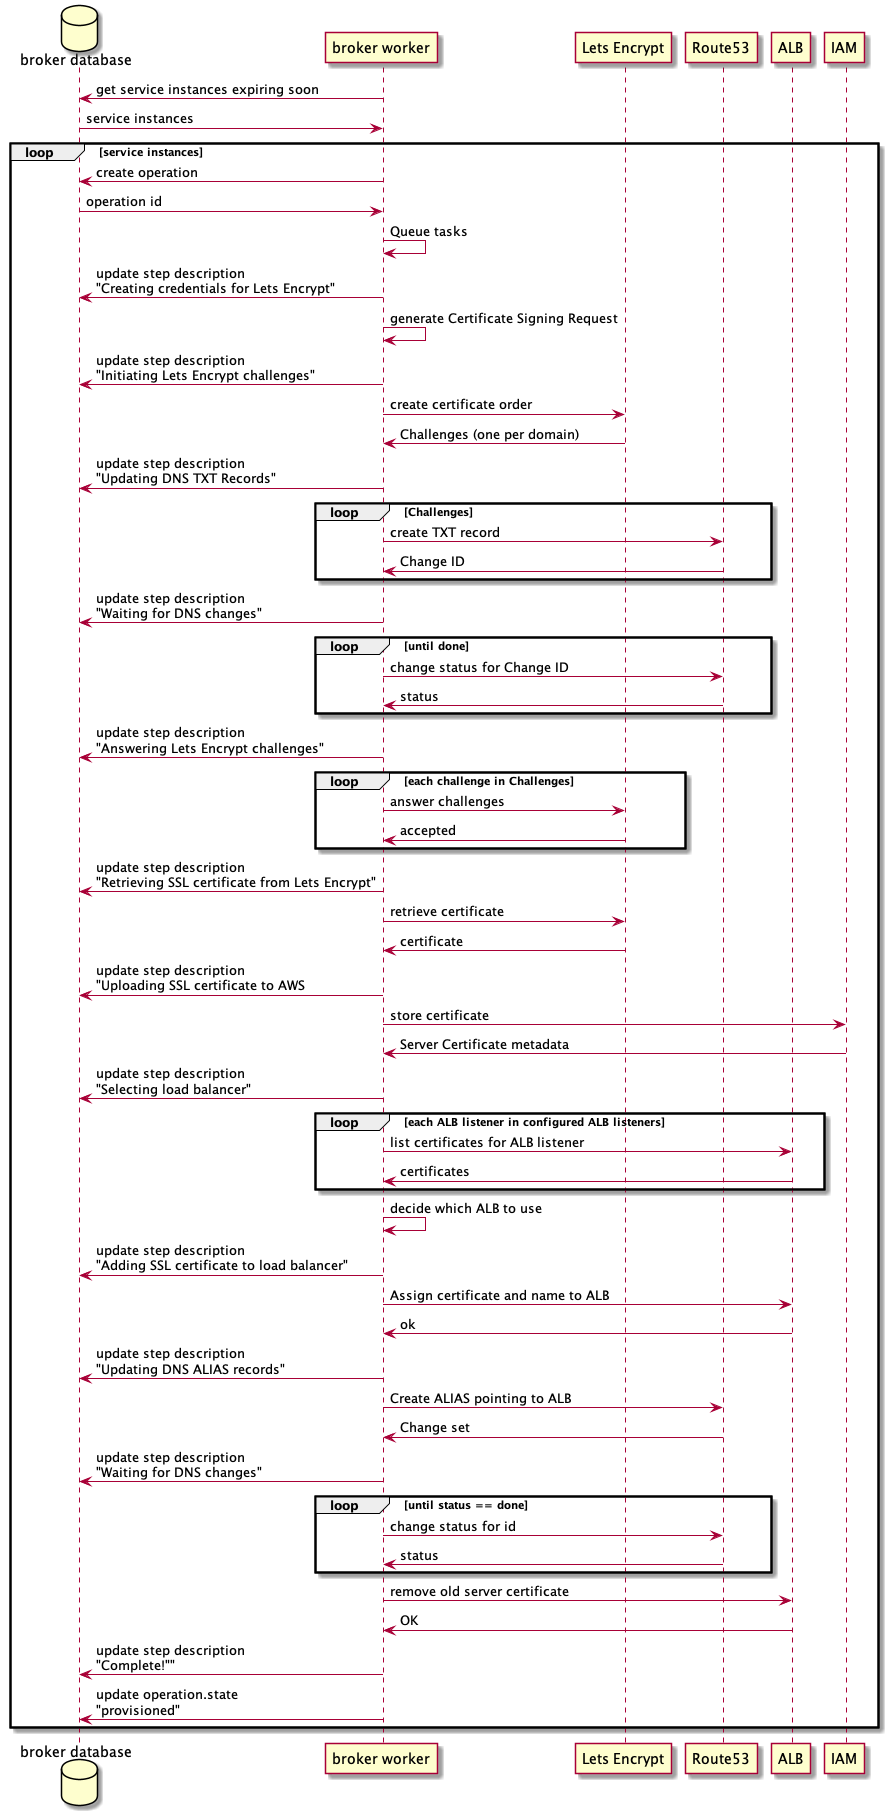 broker database
broker worker
Lets Encrypt
Route53
ALB
IAM
get service instances expiring soon
service instances
loop [service instances]
create operation
operation id
Queue tasks
update step description
"Creating credentials for Lets Encrypt"
generate Certificate Signing Request
update step description
"Initiating Lets Encrypt challenges"
create certificate order
Challenges (one per domain)
update step description
"Updating DNS TXT Records"
loop [Challenges]
create TXT record
Change ID
update step description
"Waiting for DNS changes"
loop [until done]
change status for Change ID
status
update step description
"Answering Lets Encrypt challenges"
loop [each challenge in Challenges]
answer challenges
accepted
update step description
"Retrieving SSL certificate from Lets Encrypt"
retrieve certificate
certificate
update step description
"Uploading SSL certificate to AWS
store certificate
Server Certificate metadata
update step description
"Selecting load balancer"
loop [each ALB listener in configured ALB listeners]
list certificates for ALB listener
certificates
decide which ALB to use
update step description
"Adding SSL certificate to load balancer"
Assign certificate and name to ALB
ok
update step description
"Updating DNS ALIAS records"
Create ALIAS pointing to ALB
Change set
update step description
"Waiting for DNS changes"
loop [until status == done]
change status for id
status
remove old server certificate
OK
update step description
"Complete!""
update operation.state
"provisioned"
broker database
broker worker
Lets Encrypt
Route53
ALB
IAM